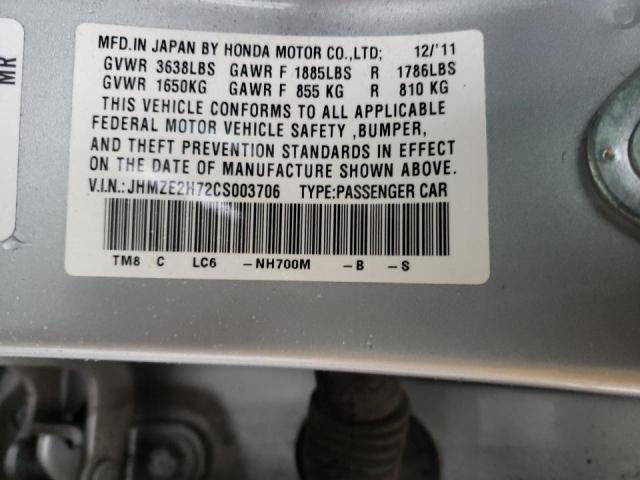 MR
MFD.IN JAPAN BY HONDA MOTOR CO.,LTD; 12/'11
GVWR 3638LBS GAWR F 1885LBS R 1786LBS
GVWR 1650KG GAWR F 855 KG R 810 KG
THIS VEHICLE CONFORMS TO ALL APPLICABLE
FEDERAL MOTOR VEHICLE SAFETY ,BUMPER,
AND THEFT PREVENTION STANDARDS IN EFFECT
ON THE DATE OF MANUFACTURE SHOWN ABOVE.
V.I.N.:JHMZE2H72CS003706 TYPE:PASSENGER CAR
TM8 C LC6 -NH700M -B -S